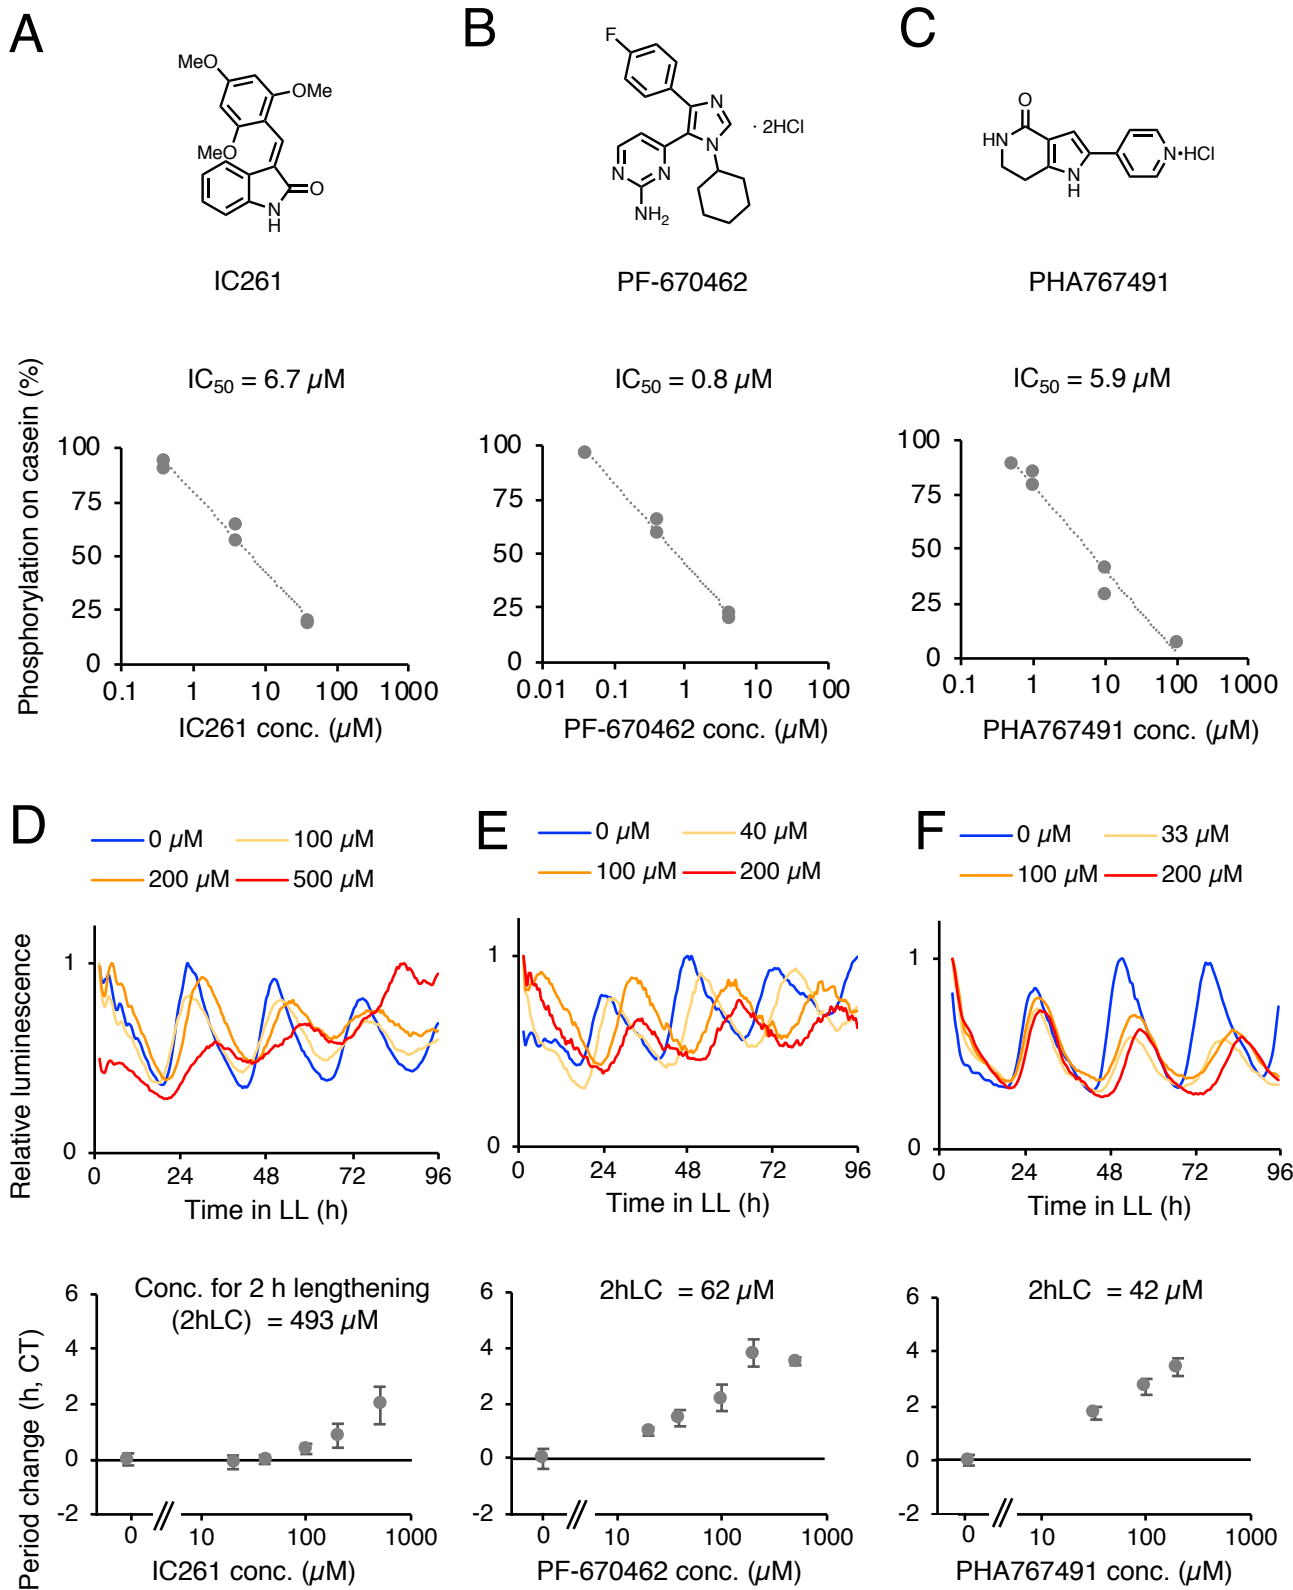 A
B
C
MeO
OMe
MeO
O
N
H
F
N
N
· 2HCl
N
N
NH2
O
HN
N
H
N•HCl
IC261
PF-670462
PHA767491
Phosphorylation on casein (%)
IC50 = 6.7 µM
100
75
50
25
0
0.1 1 10 100 1000
IC261 conc. (µM)
IC50 = 0.8 µM
100
75
50
25
0
0.01 0.1 1 10 100
PF-670462 conc. (µM)
IC50 = 5.9 µM
100
75
50
25
0
0.1 1 10 100 1000
PHA767491 conc. (µM)
D
0 µM 100 µM
200 µM 500 µM
Relative luminescence
1
0
0 24 48 72 96
Time in LL (h)
E
0 µM 40 µM
100 µM 200 µM
1
0
0 24 48 72 96
Time in LL (h)
F
0 µM 33 µM
100 µM 200 µM
1
0
0 24 48 72 96
Time in LL (h)
Period change (h, CT)
Conc. for 2 h lengthening
(2hLC) = 493 µM
6
4
2
0
-2
0 10 100 1000
IC261 conc. (µM)
2hLC = 62 µM
6
4
2
0
-2
0 10 100 1000
PF-670462 conc. (µM)
2hLC = 42 µM
6
4
2
0
-2
0 10 100 1000
PHA767491 conc. (µM)